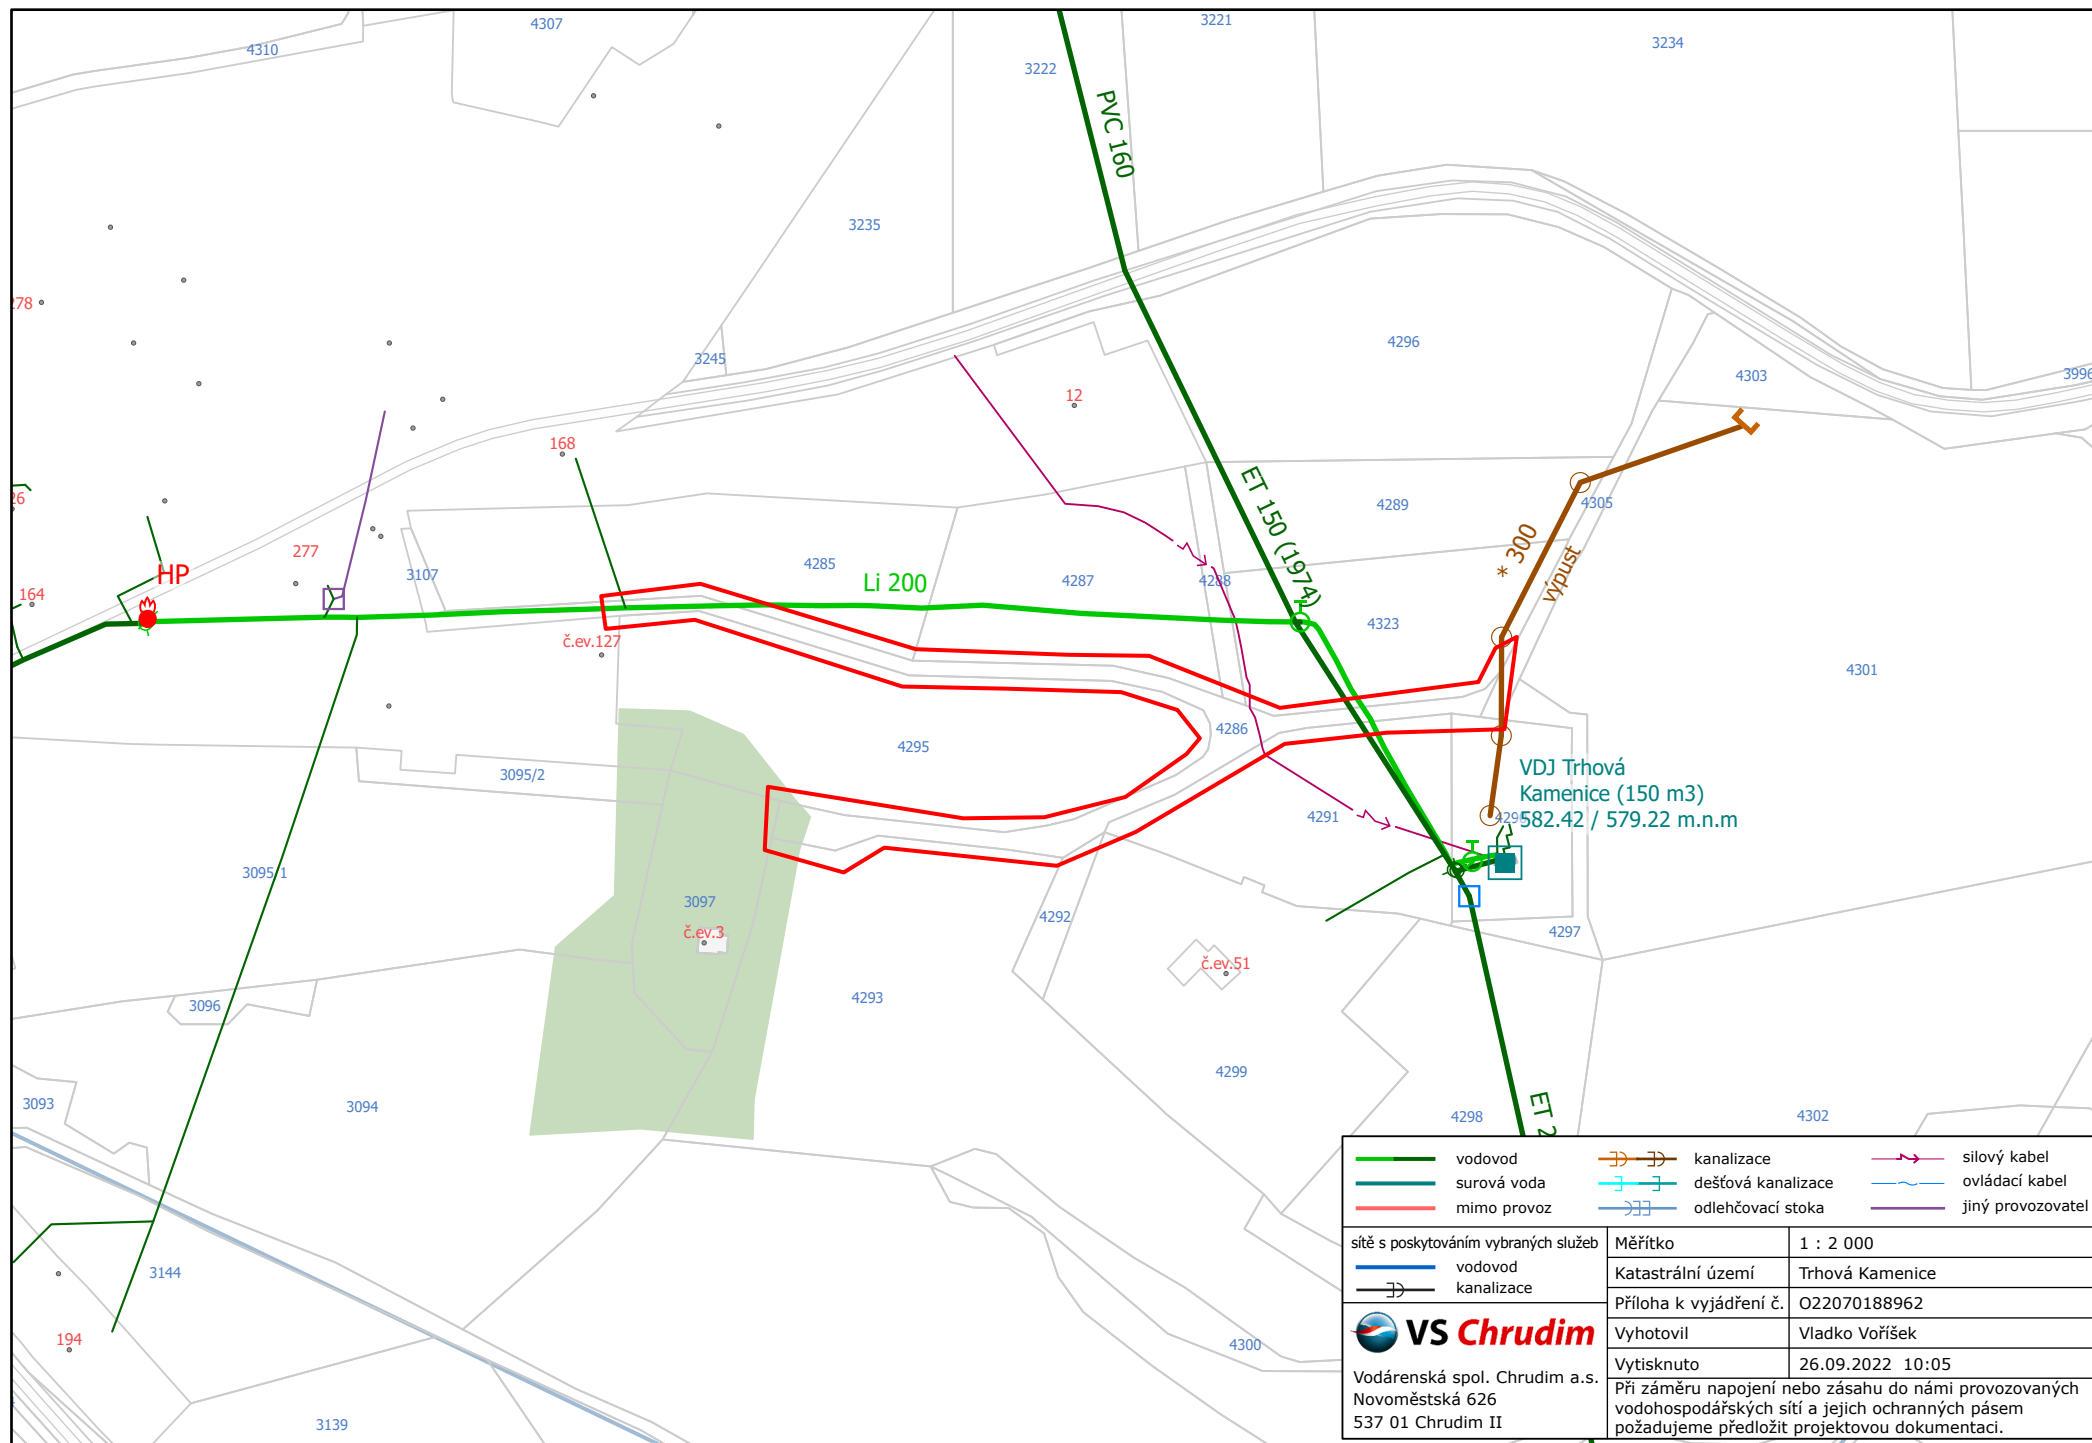 4307
3221
4310
3234
3222
PVC 160
3235
278
3245
4296
4303
3996
12
168
26
ET 150 (1974)
4289
4305
* 300
výpust
277
HP
3107
4285
Li 200
4287
4288
164
4323
č.ev.127
4301
4286
4295
3095/2
VDJ Trhová
Kamenice (150 m3)
582.42 / 579.22 m.n.m
4291
3095/1
3097
č.ev.3
4292
4297
č.ev.51
3096
4293
4299
3093
3094
4298
4302
ET 2
3144
194
4300
3139
vodovod
kanalizace
silový kabel
surová voda
dešťová kanalizace
ovládací kabel
mimo provoz
odlehčovací stoka
jiný provozovatel
sítě s poskytováním vybraných služeb
vodovod
kanalizace
Měřítko 1 : 2 000
Katastrální území Trhová Kamenice
Příloha k vyjádření č. O22070188962
Vyhotovil Vladko Voříšek
Vytisknuto 26.09.2022 10:05
VS Chrudim
Vodárenská spol. Chrudim a.s.
Novoměstská 626
537 01 Chrudim II
Při záměru napojení nebo zásahu do námi provozovaných
vodohospodářských sítí a jejich ochranných pásem
požadujeme předložit projektovou dokumentaci.